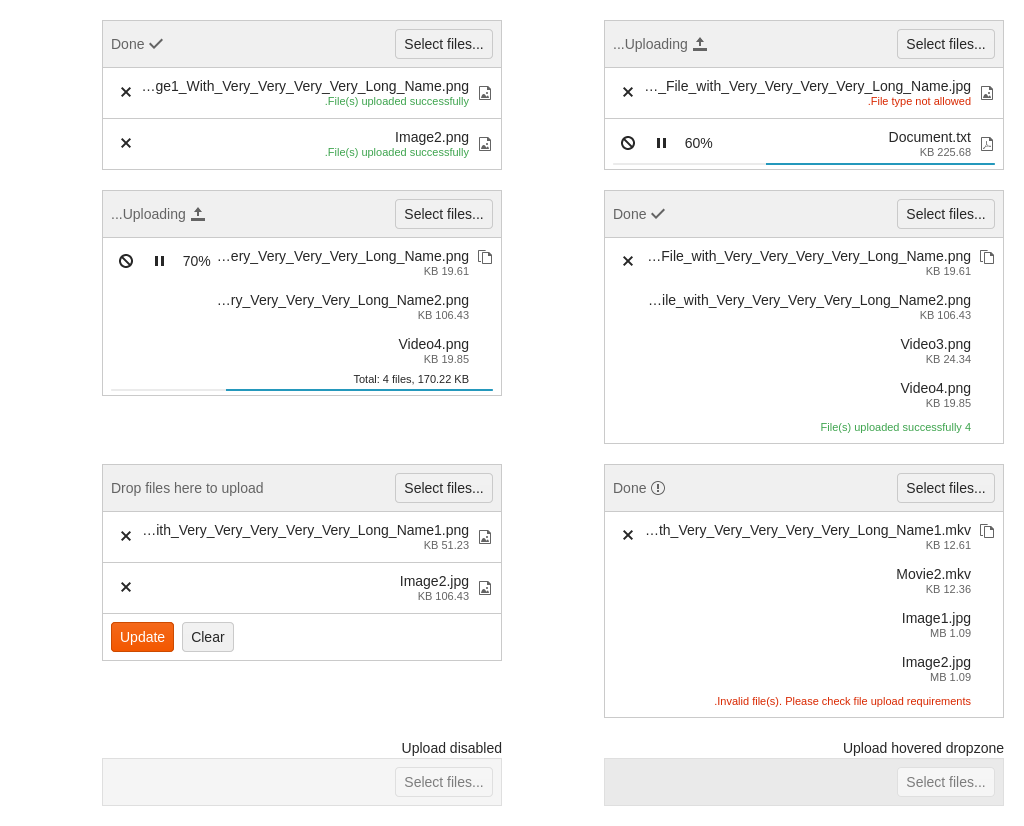 Done
Select files...
...ge1_With_Very_Very_Very_Very_Long_Name.png
.File(s) uploaded successfully
Image2.png
.File(s) uploaded successfully
...Uploading
Select files...
..._File_with_Very_Very_Very_Very_Long_Name.jpg
.File type not allowed
60%
Document.txt
KB 225.68
...Uploading
Select files...
70%
...ery_Very_Very_Very_Long_Name.png
KB 19.61
...ry_Very_Very_Very_Long_Name2.png
KB 106.43
Video4.png
KB 19.85
Total: 4 files, 170.22 KB
Done
Select files...
...File_with_Very_Very_Very_Very_Long_Name.png
KB 19.61
...ile_with_Very_Very_Very_Very_Long_Name2.png
KB 106.43
Video3.png
KB 24.34
Video4.png
KB 19.85
File(s) uploaded successfully 4
Drop files here to upload
Select files...
...ith_Very_Very_Very_Very_Very_Long_Name1.png
KB 51.23
Image2.jpg
KB 106.43
Update
Clear
Done
Select files...
...th_Very_Very_Very_Very_Very_Long_Name1.mkv
KB 12.61
Movie2.mkv
KB 12.36
Image1.jpg
MB 1.09
Image2.jpg
MB 1.09
.Invalid file(s). Please check file upload requirements
Upload disabled
Select files...
Upload hovered dropzone
Select files...